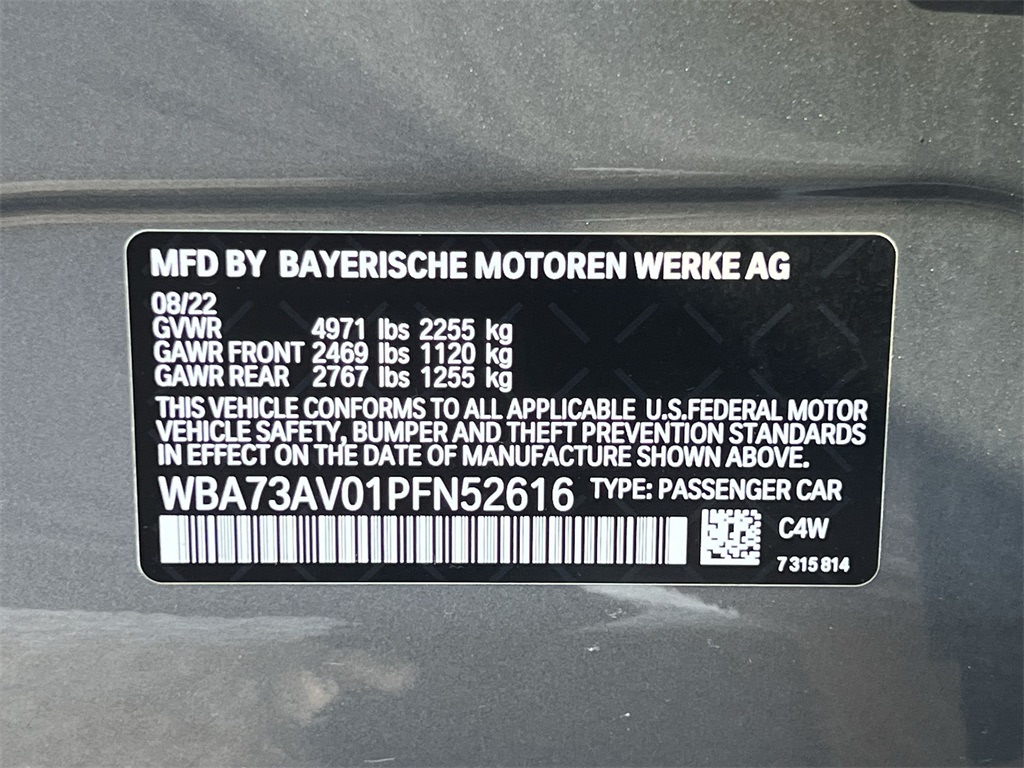 MFD BY BAYERISCHE MOTOREN WERKE AG
08/22
GVWR 4971 lbs 2255 kg
GAWR FRONT 2469 lbs 1120 kg
GAWR REAR 2767 lbs 1255 kg
THIS VEHICLE CONFORMS TO ALL APPLICABLE U.S.FEDERAL MOTOR
VEHICLE SAFETY, BUMPER AND THEFT PREVENTION STANDARDS
IN EFFECT ON THE DATE OF MANUFACTURE SHOWN ABOVE.
WBA73AV01PFN52616 TYPE: PASSENGER CAR
C4W
7 315 814